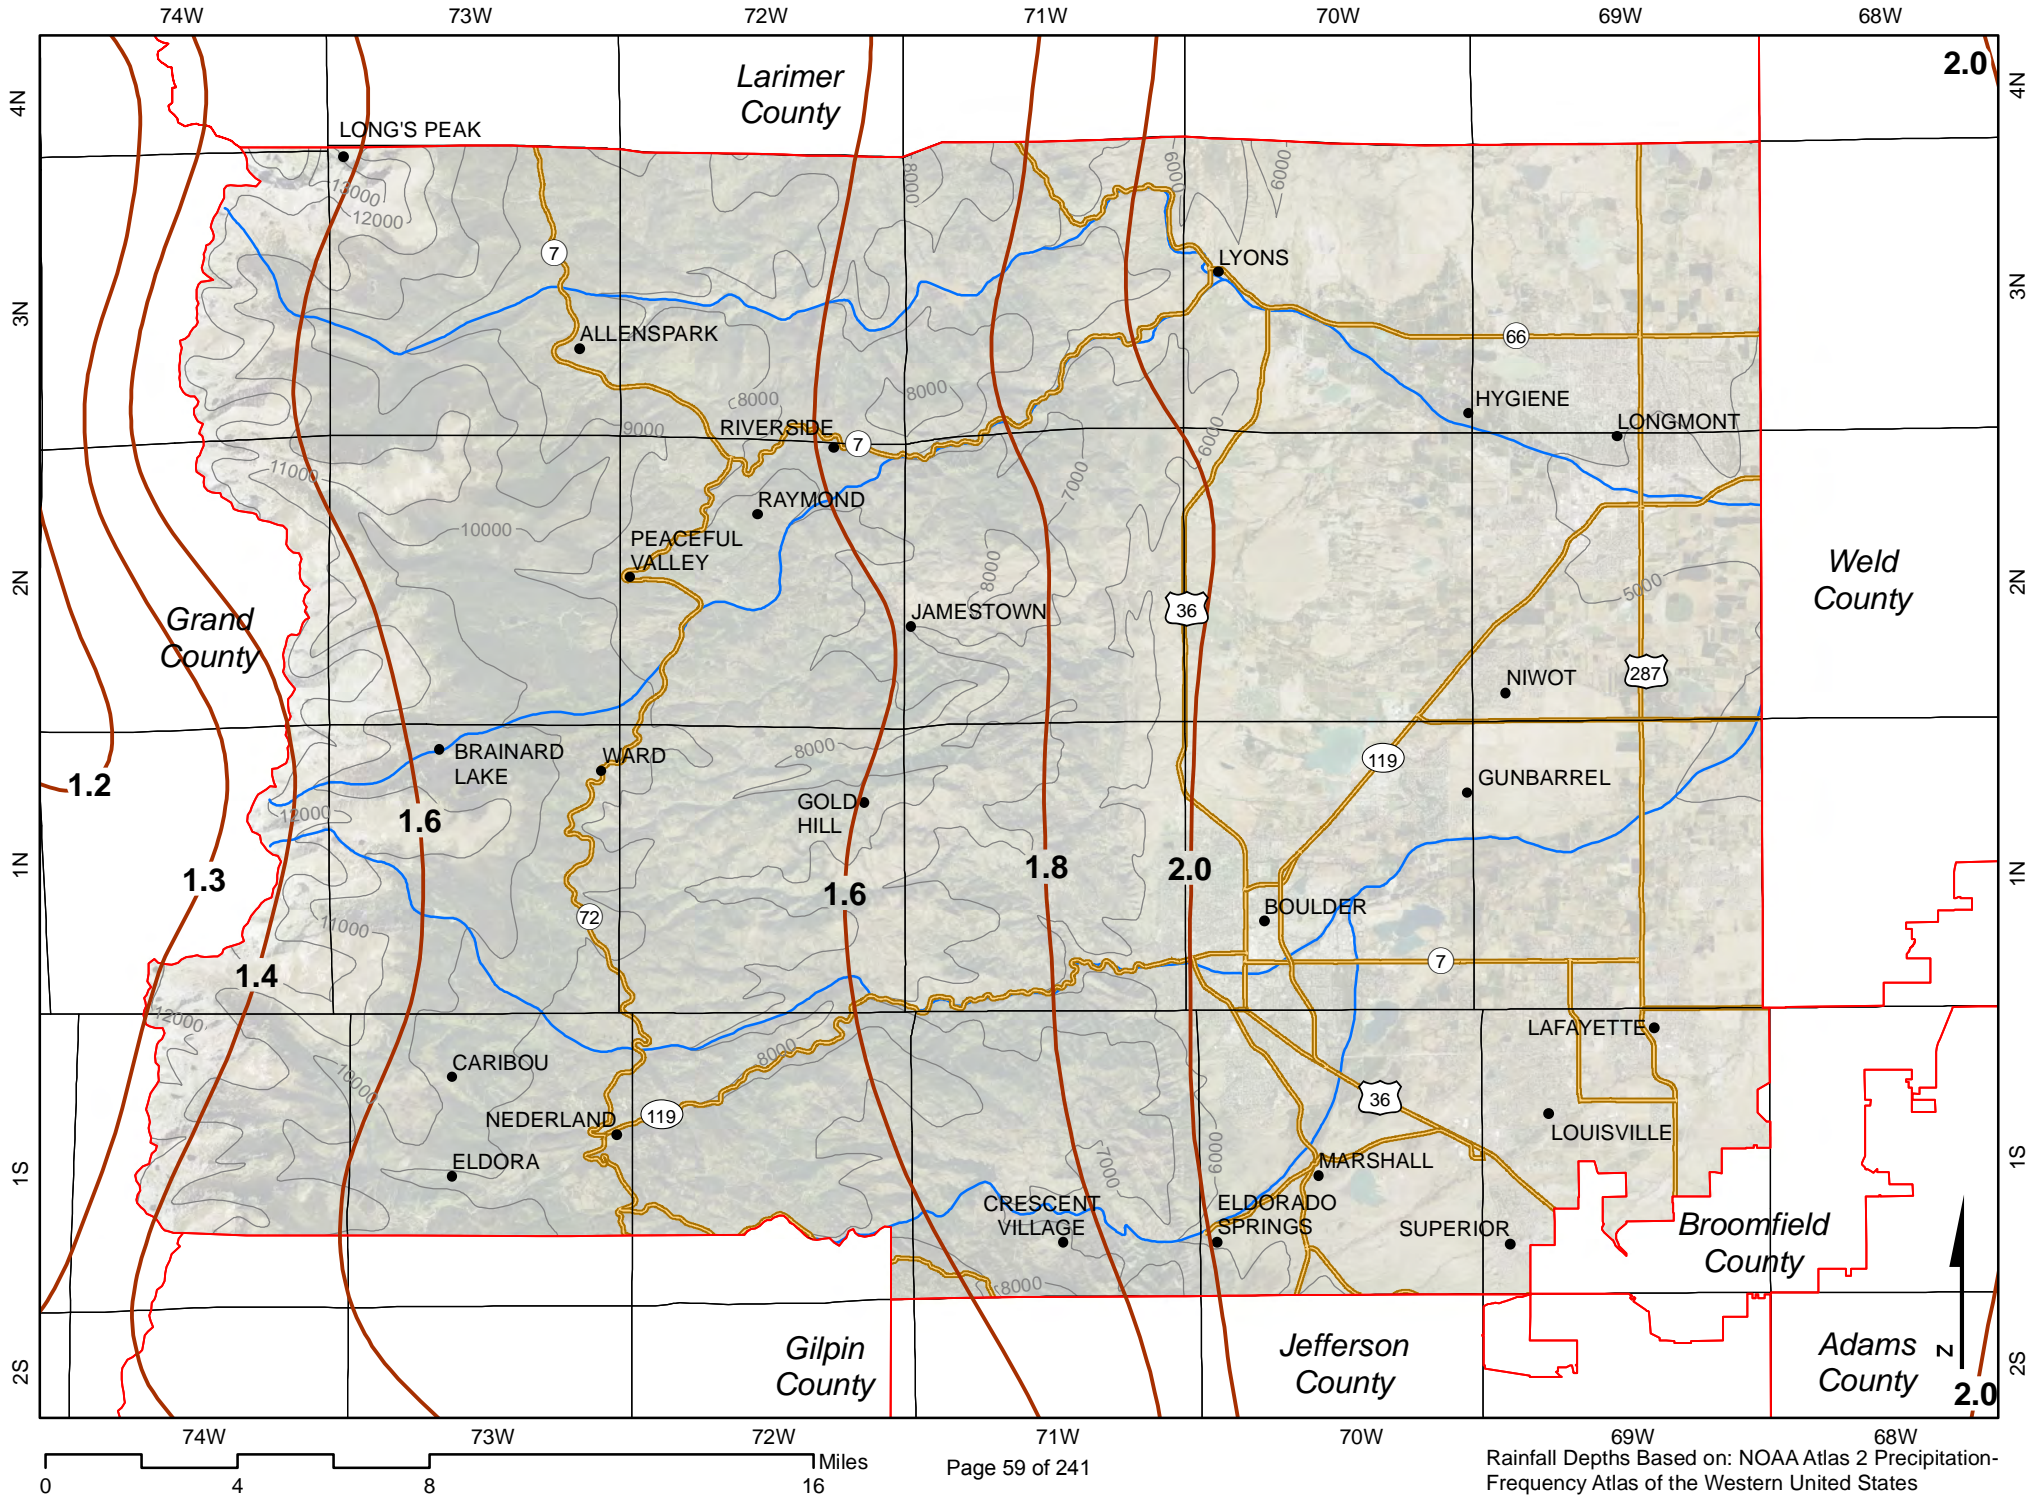 74W 73W 72W 71W 70W 69W 68W
4N
4N
2.0
Larimer
County
LONG'S PEAK
13000
12000
8000
6000
6000
7
LYONS
3N
3N
ALLENSPARK
66
8000
8000
HYGIENE
RIVERSIDE
9000
7
6000
LONGMONT
11000
7000
RAYMOND
10000
PEACEFUL
VALLEY
8000
Weld
County
2N
2N
5000
36
Grand
County
JAMESTOWN
287
NIWOT
BRAINARD
LAKE
WARD
8000
119
GUNBARREL
1.2
12000
1.6
GOLD
HILL
1N
1N
1.3
1.6
1.8
2.0
BOULDER
72
11000
7
1.4
12000
LAFAYETTE
CARIBOU
8000
10000
NEDERLAND
119
36
LOUISVILLE
ELDORA
7000
6000
MARSHALL
1S
1S
CRESCENT
VILLAGE
ELDORADO
SPRINGS
SUPERIOR
Broomfield
County
8000
Gilpin
County
Jefferson
County
Adams
County
N
2S
2S
2.0
74W 73W 72W 71W 70W 69W 68W
Miles
0 4 8 16
Page 59 of 241
Rainfall Depths Based on: NOAA Atlas 2 Precipitation-
Frequency Atlas of the Western United States